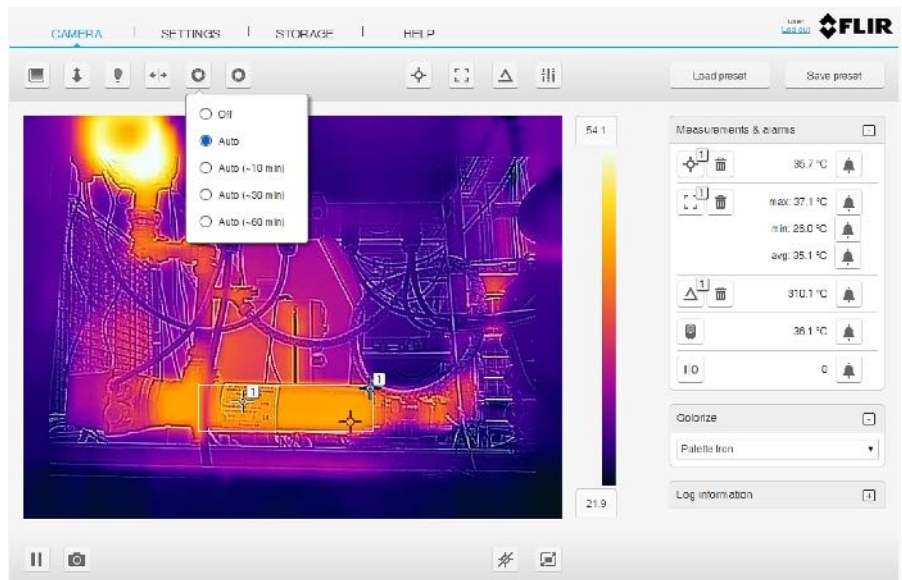 CAMERA | SETTINGS | STORAGE | HELP
User
Log out
FLIR
Load preset
Save preset
Off
Auto
Auto (~10 min)
Auto (~30 min)
Auto (~60 min)
54.1
21.9
1
1
Measurements & alarms
1
35.7 °C
1
max: 37.1 °C
min: 26.0 °C
avg: 35.1 °C
1
310.1 °C
36.1 °C
I/O
0
Colorize
Palette Iron
Log information